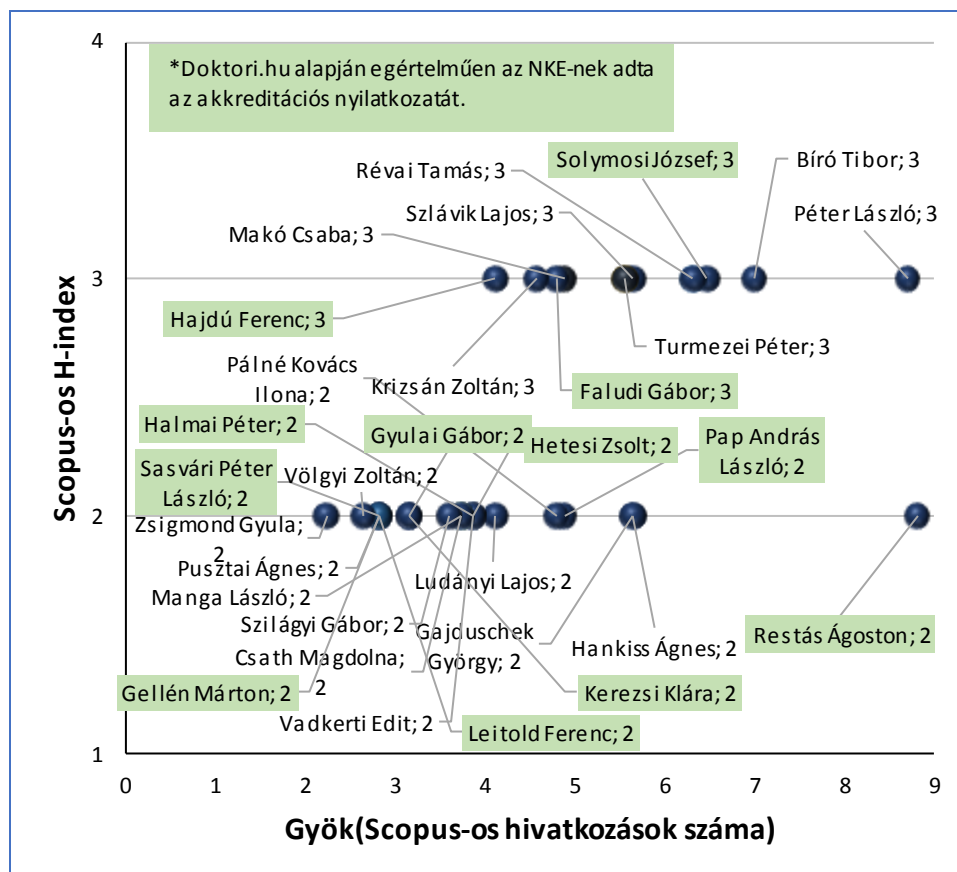 4
*Doktori.hu alapján egértelműen az NKE-nek adta
az akkreditációs nyilatkozatát.
Solymosi József; 3
Bíró Tibor; 3
Révai Tamás; 3
Szlávik Lajos; 3
Péter László; 3
Makó Csaba; 3
3
Hajdú Ferenc; 3
Turmezei Péter; 3
Pálné Kovács
Ilona; 2
Krizsán Zoltán; 3
Faludi Gábor; 3
Halmai Péter; 2
Gyulai Gábor; 2
Hetesi Zsolt; 2
Pap András
László; 2
Sasvári Péter
László; 2
Völgyi Zoltán; 2
2
Zsigmond Gyula;
2
Pusztai Ágnes; 2
Ludányi Lajos; 2
Manga László; 2
Szilágyi Gábor; 2
Gajduschek
György; 2
Hankiss Ágnes; 2
Restás Ágoston; 2
Csath Magdolna;
2
Gellén Márton; 2
Kerezsi Klára; 2
Vadkerti Edit; 2
Leitold Ferenc; 2
1
0 1 2 3 4 5 6 7 8 9
Scopus-os H-index
Gyök(Scopus-os hivatkozások száma)